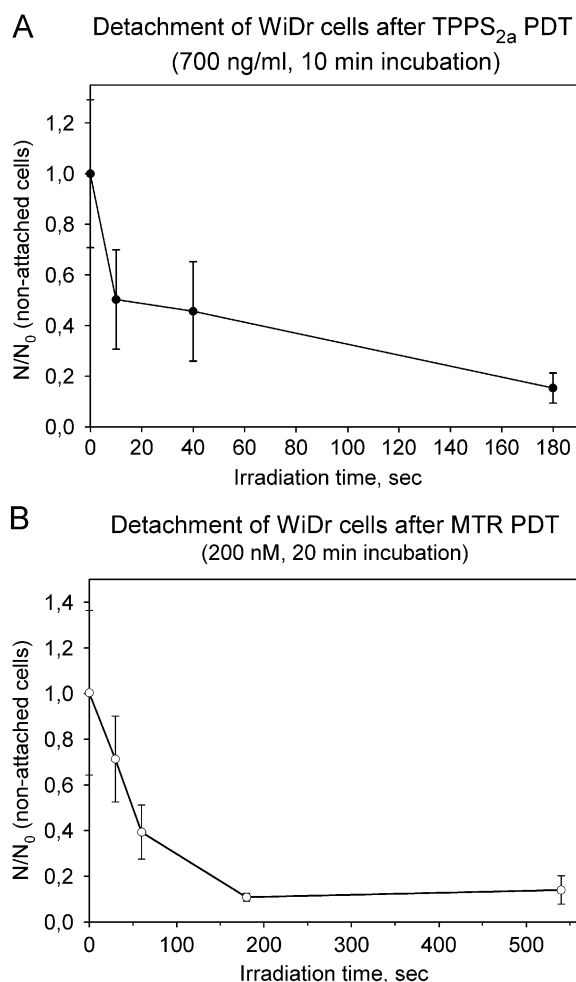 A
Detachment of WiDr cells after TPPS2a PDT
(700 ng/ml, 10 min incubation)
N/N0 (non-attached cells)
1,2
1,0
0,8
0,6
0,4
0,2
0,0
0 20 40 60 80 100 120 140 160 180
Irradiation time, sec
B
Detachment of WiDr cells after MTR PDT
(200 nM, 20 min incubation)
N/N0 (non-attached cells)
1,4
1,2
1,0
0,8
0,6
0,4
0,2
0,0
0 100 200 300 400 500
Irradiation time, sec